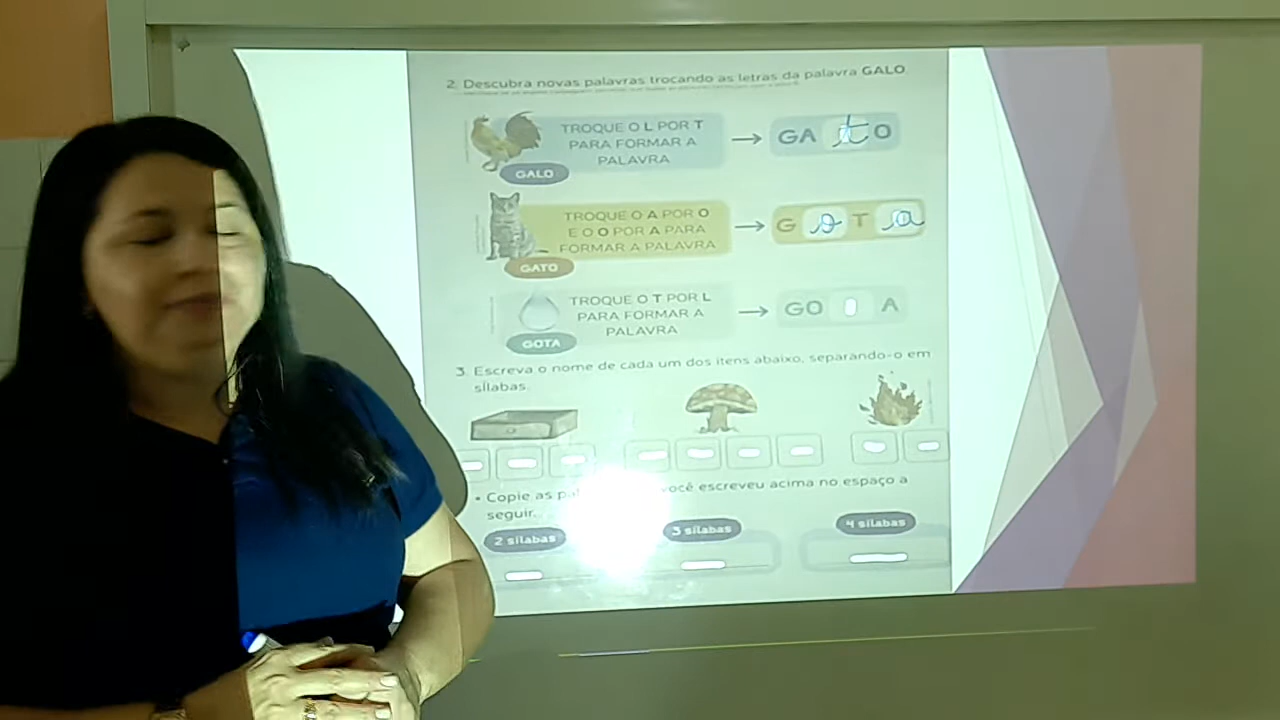 2. Descubra novas palavras trocando as letras da palavra GALO.
TROQUE O L POR T
PARA FORMAR A
PALAVRA
GALO
GA t O
TROQUE O A POR O
E O O POR A PARA
FORMAR A PALAVRA
GATO
G o T a
TROQUE O T POR L
PARA FORMAR A
PALAVRA
GOTA
GO A
3. Escreva o nome de cada um dos itens abaixo, separando-o em
sílabas.
• Copie as você escreveu acima no espaço a
seguir.
2 sílabas
3 sílabas
4 sílabas